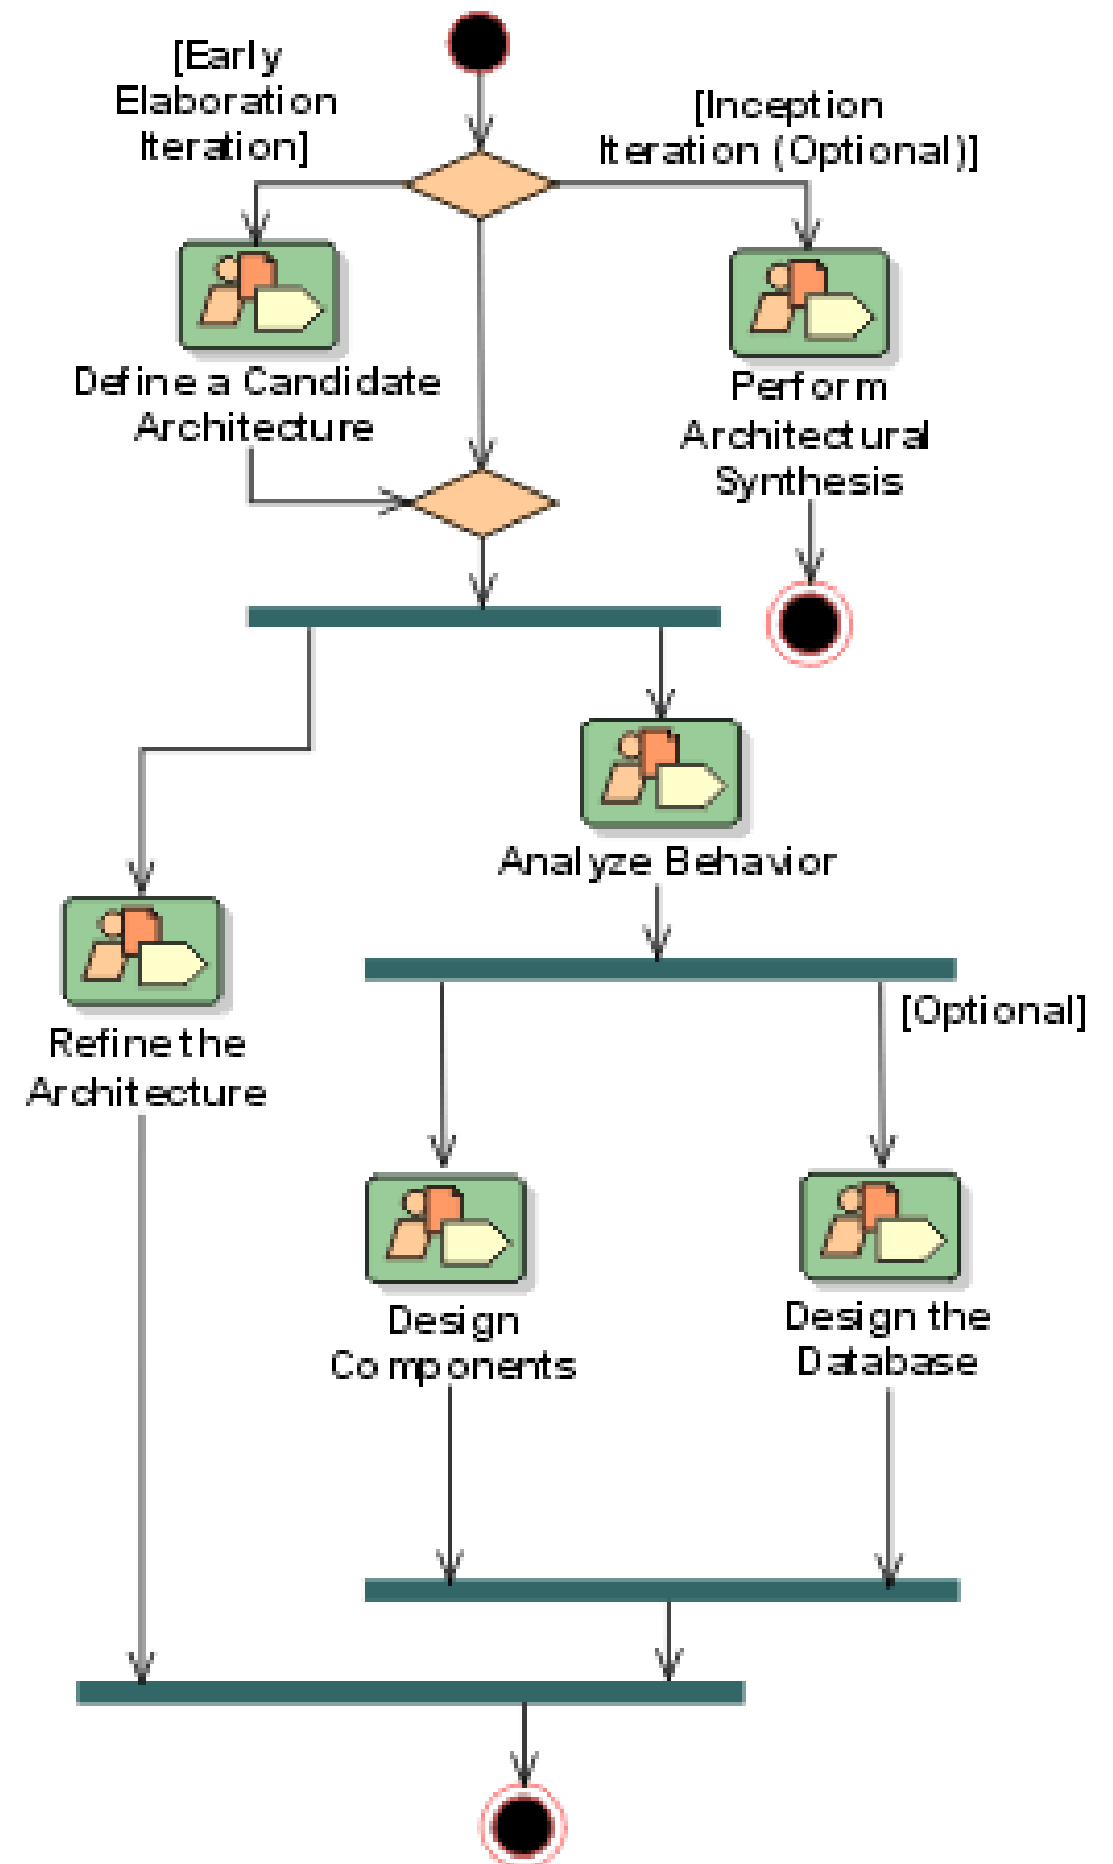 [Early
Elaboration
Iteration]
[Inception
Iteration (Optional)]
Define a Candidate
Architecture
Perform
Architectural
Synthesis
Analyze Behavior
[Optional]
Refine the
Architecture
Design
Components
Design the
Database